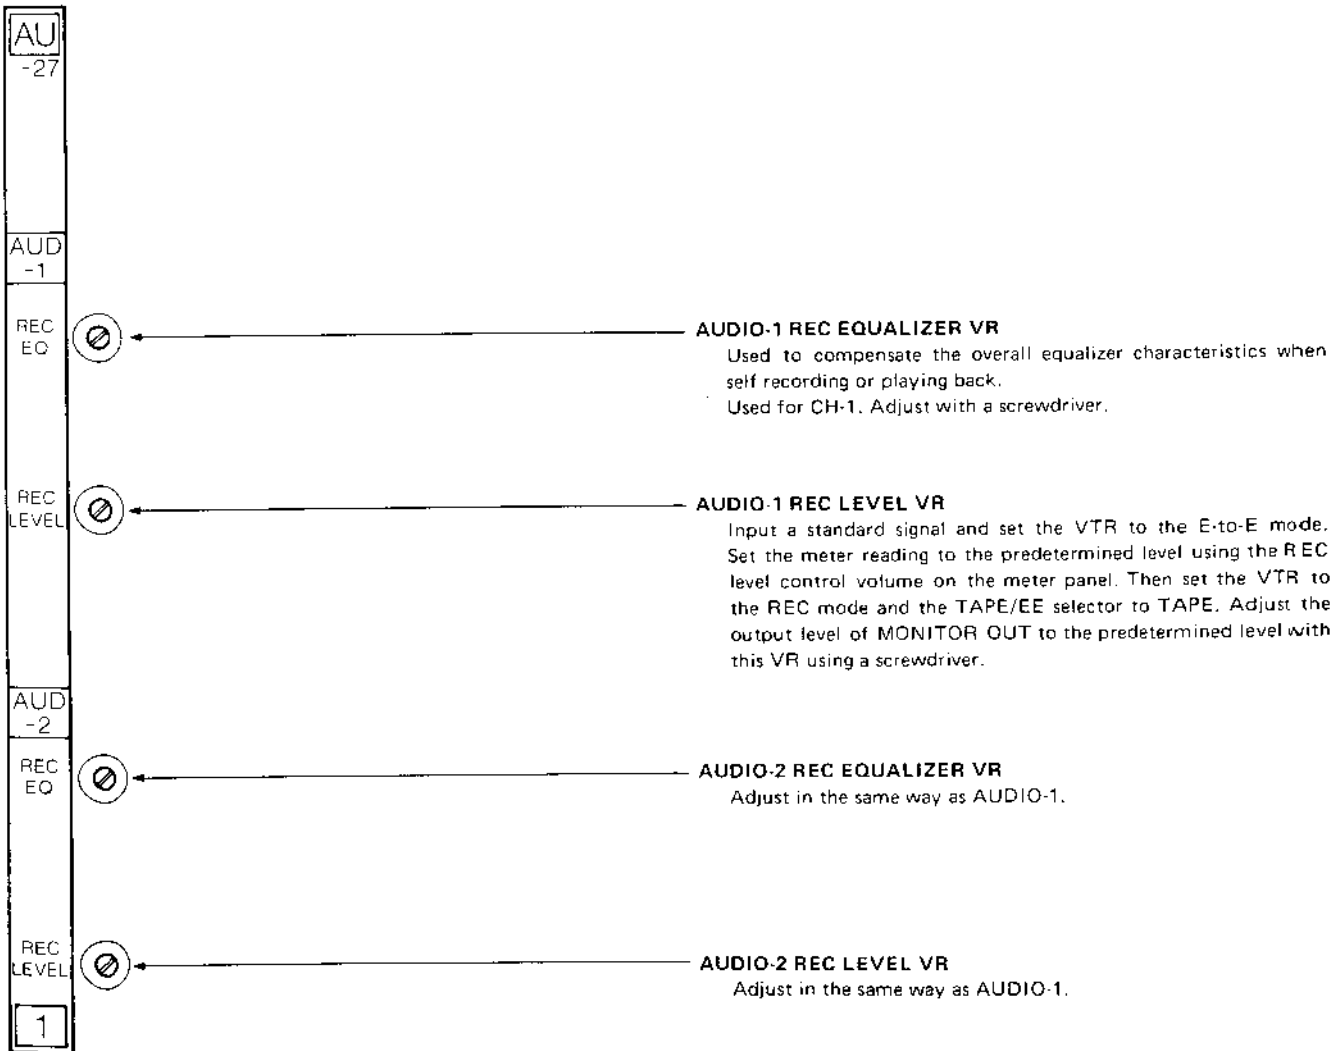 AU
-27
AUD
-1
REC
EQ
AUDIO-1 REC EQUALIZER VR
Used to compensate the overall equalizer characteristics when
self recording or playing back.
Used for CH-1. Adjust with a screwdriver.
REC
LEVEL
AUDIO-1 REC LEVEL VR
Input a standard signal and set the VTR to the E-to-E mode.
Set the meter reading to the predetermined level using the REC
level control volume on the meter panel. Then set the VTR to
the REC mode and the TAPE/EE selector to TAPE. Adjust the
output level of MONITOR OUT to the predetermined level with
this VR using a screwdriver.
AUD
-2
REC
EQ
AUDIO-2 REC EQUALIZER VR
Adjust in the same way as AUDIO-1.
REC
LEVEL
AUDIO-2 REC LEVEL VR
Adjust in the same way as AUDIO-1.
1